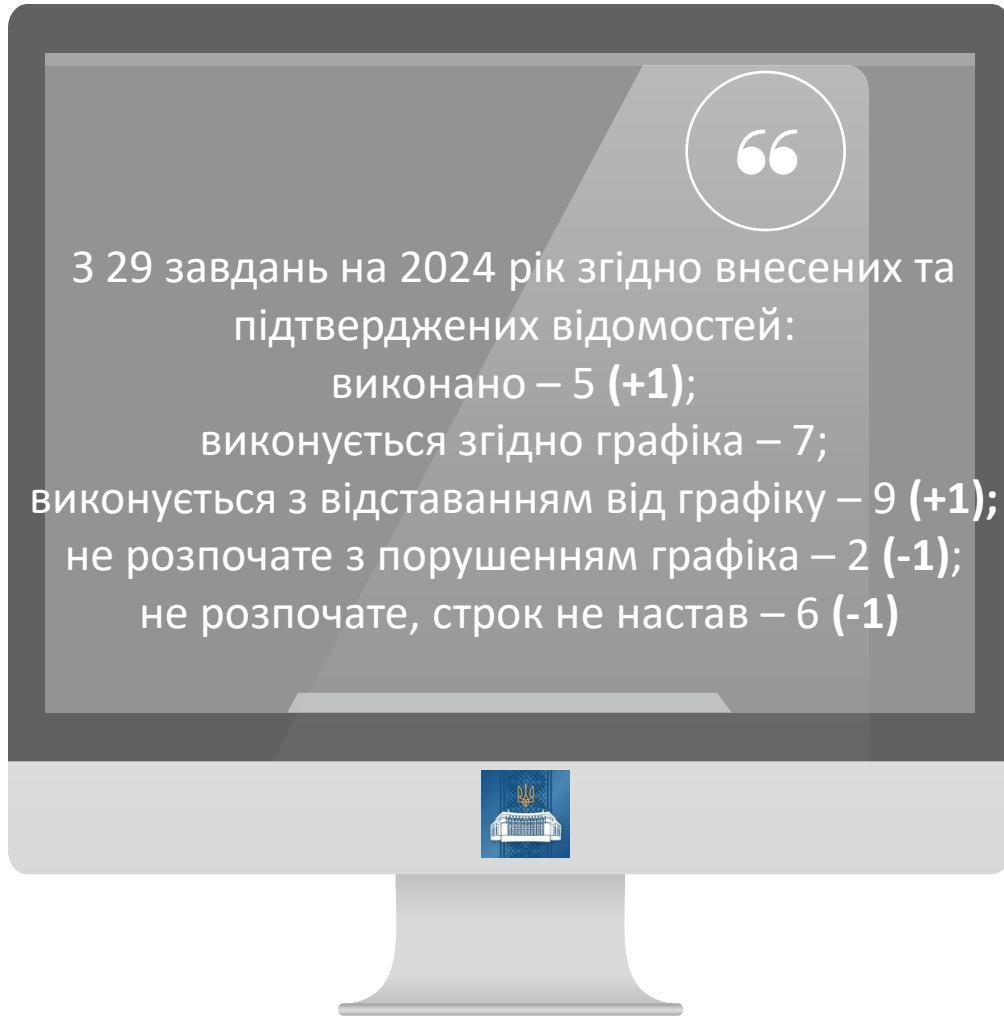 “
З 29 завдань на 2024 рік згідно внесених та
підтверджених відомостей:
виконано – 5 (+1);
виконується згідно графіка – 7;
виконується з відставанням від графіку – 9 (+1);
не розпочате з порушенням графіка – 2 (-1);
не розпочате, строк не настав – 6 (-1)